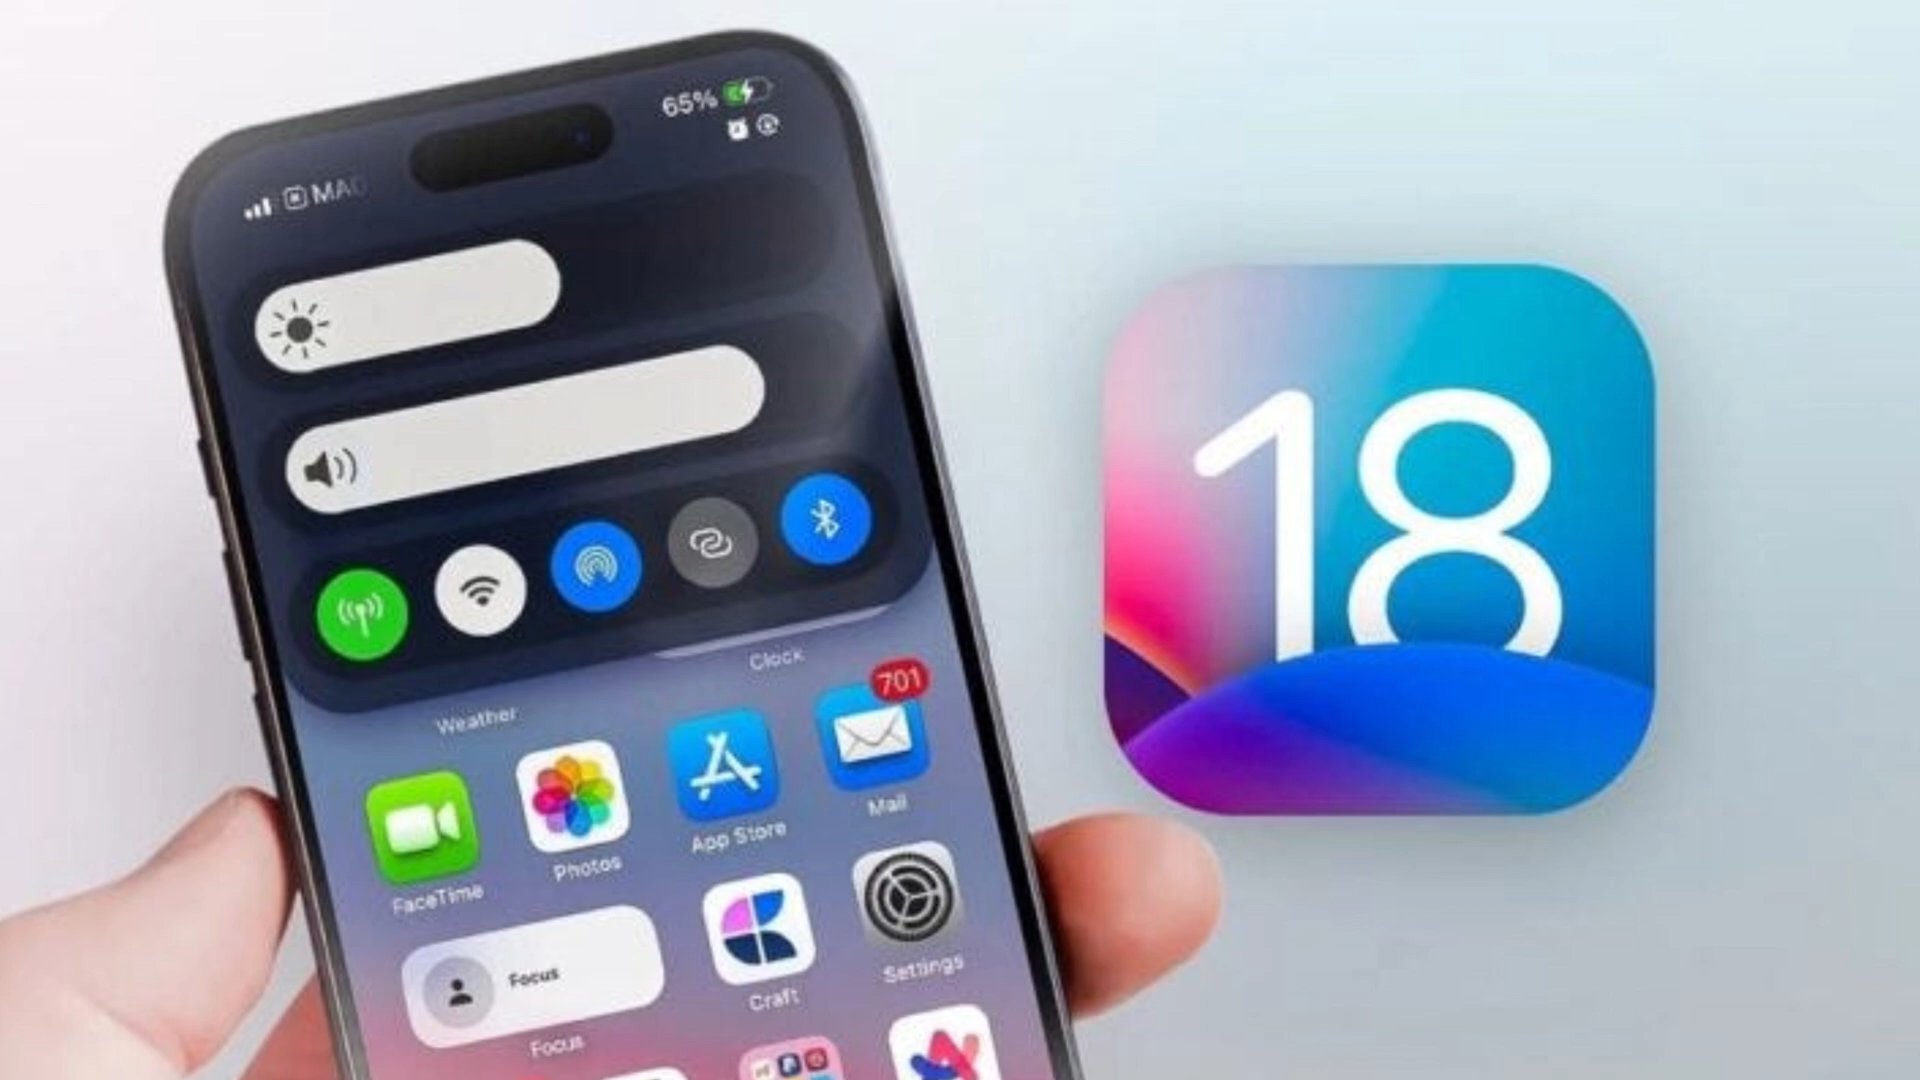 65%
MAC
18
Clock
Weather
701
FaceTime
Photos
App Store
Mail
Focus
Focus
Craft
Settings